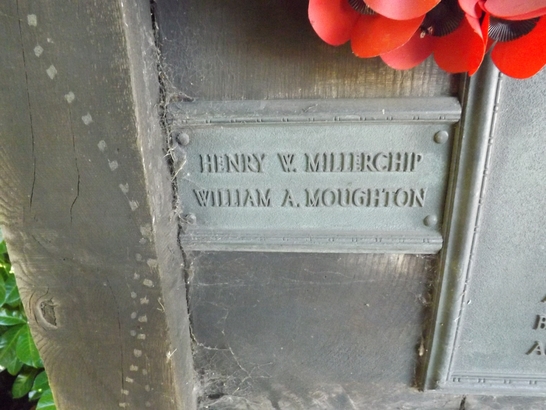 HENRY W. MILLERCHIP
WILLIAM A. MOUGHTON